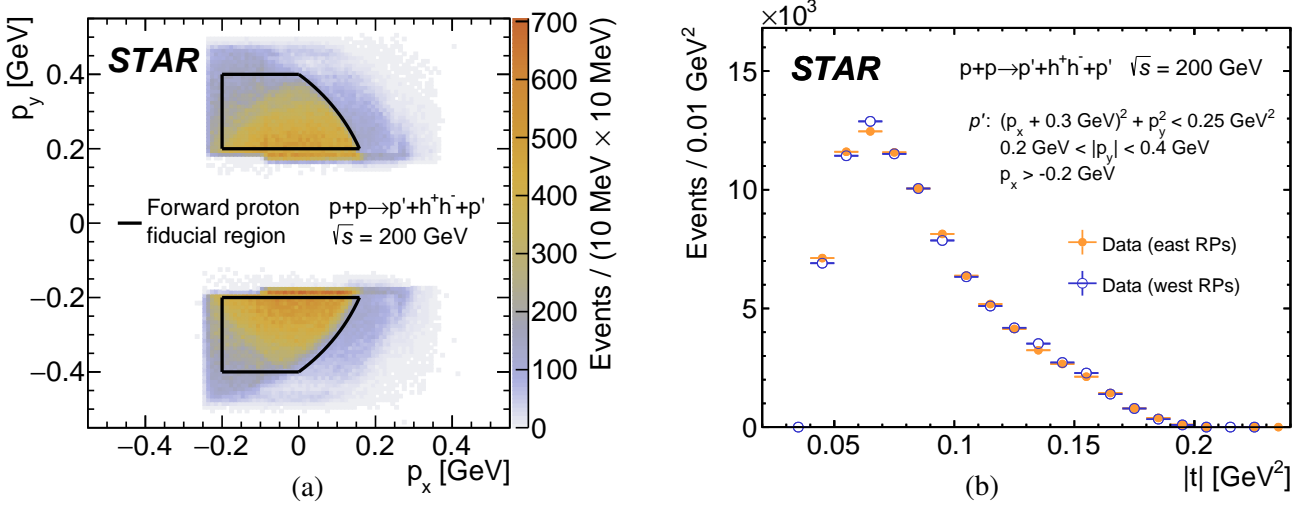 STAR
p_y [GeV]
0.4
0.2
0
−0.2
−0.4
Forward proton
fiducial region
p+p→p'+h⁺h⁻+p'
√s = 200 GeV
−0.4 −0.2 0 0.2 0.4
p_x [GeV]
700
600
500
400
300
200
100
0
Events / (10 MeV × 10 MeV)
(a)
×10³
Events / 0.01 GeV²
15
10
5
0
STAR
p+p→p'+h⁺h⁻+p' √s = 200 GeV
p': (p_x + 0.3 GeV)² + p_y² < 0.25 GeV²
0.2 GeV < |p_y| < 0.4 GeV
p_x > -0.2 GeV
Data (east RPs)
Data (west RPs)
0.05 0.1 0.15 0.2
|t| [GeV²]
(b)